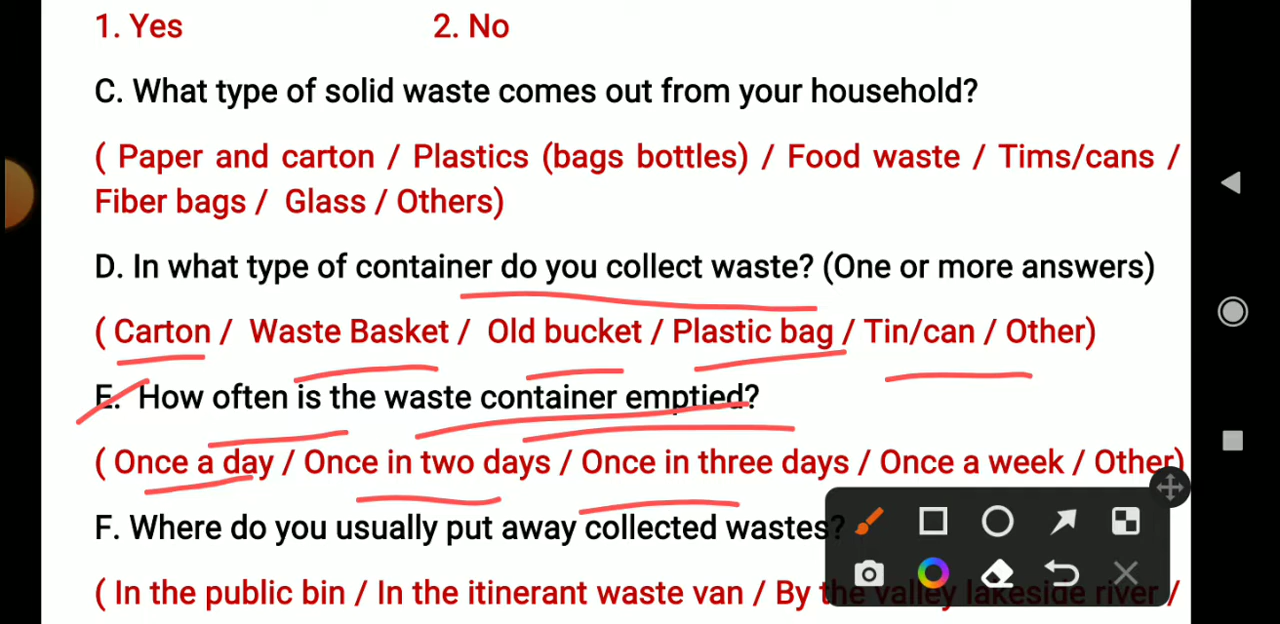 1. Yes 2. No
C. What type of solid waste comes out from your household?
( Paper and carton / Plastics (bags bottles) / Food waste / Tims/cans /
Fiber bags / Glass / Others)
D. In what type of container do you collect waste? (One or more answers)
( Carton / Waste Basket / Old bucket / Plastic bag / Tin/can / Other)
E. How often is the waste container emptied?
( Once a day / Once in two days / Once in three days / Once a week / Other)
F. Where do you usually put away collected wastes?
( In the public bin / In the itinerant waste van / By the valley lakeside river /